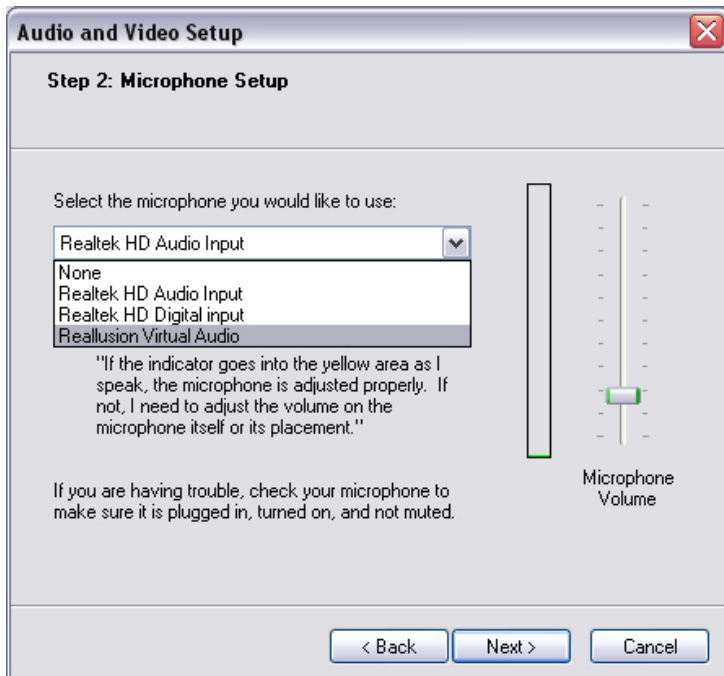 Audio and Video Setup
Step 2: Microphone Setup
Select the microphone you would like to use:
Realtek HD Audio Input
None
Realtek HD Audio Input
Realtek HD Digital input
Reallusion Virtual Audio
"If the indicator goes into the yellow area as I
speak, the microphone is adjusted properly.  If
not, I need to adjust the volume on the
microphone itself or its placement."
If you are having trouble, check your microphone to
make sure it is plugged in, turned on, and not muted.
Microphone
Volume
< Back
Next >
Cancel